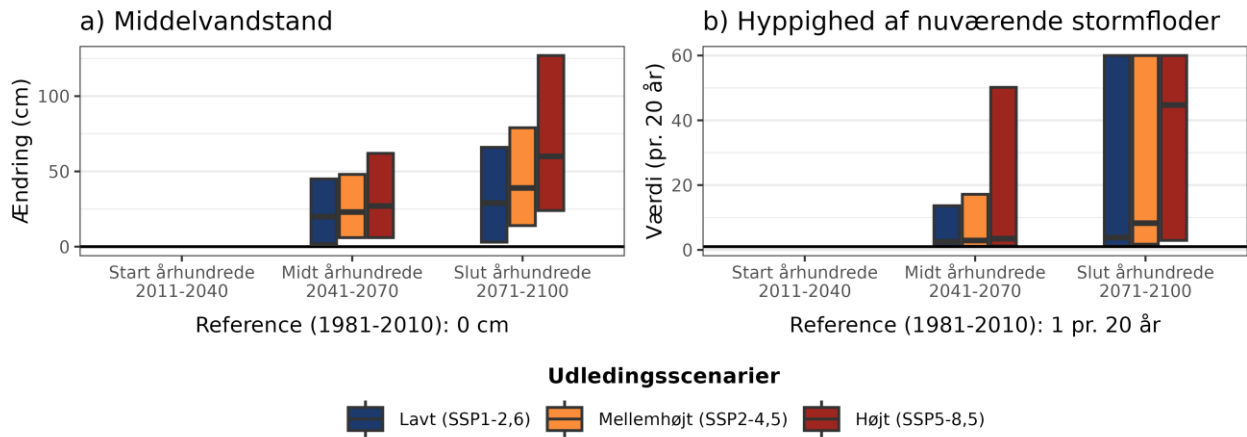 a) Middelvandstand
Ændring (cm)
100
50
0
Start århundrede
2011-2040
Midt århundrede
2041-2070
Slut århundrede
2071-2100
Reference (1981-2010): 0 cm
b) Hyppighed af nuværende stormfloder
Værdi (pr. 20 år)
60
40
20
0
Start århundrede
2011-2040
Midt århundrede
2041-2070
Slut århundrede
2071-2100
Reference (1981-2010): 1 pr. 20 år
Udledingsscenarier
Lavt (SSP1-2,6)
Mellemhøjt (SSP2-4,5)
Højt (SSP5-8,5)